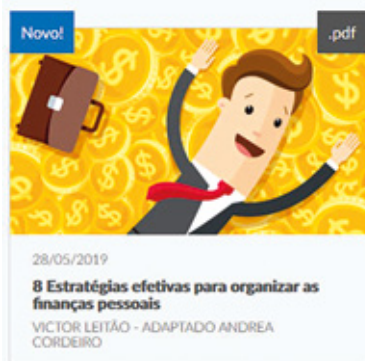 Novo!
.pdf
28/05/2019
8 Estratégias efetivas para organizar as
finanças pessoais
VICTOR LEITÃO - ADAPTADO ANDREA
CORDEIRO